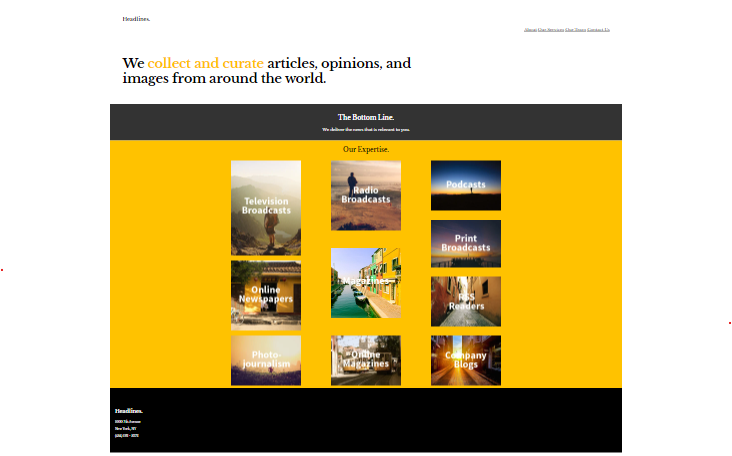 Headlines.
About Our Services Our Team Contact Us
We collect and curate articles, opinions, and
images from around the world.
The Bottom Line.
We deliver the news that is relevant to you.
Our Expertise.
Television
Broadcasts
Radio
Broadcasts
Podcasts
Print
Broadcasts
Online
Newspapers
Magazines
RSS
Readers
Photo-
journalism
Online
Magazines
Company
Blogs
Headlines.
New York, NY